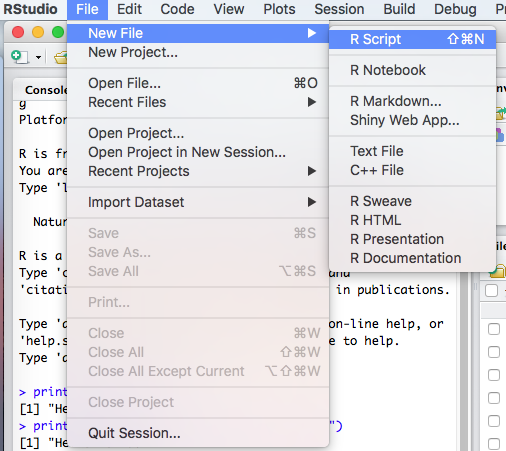 RStudio File Edit Code View Plots Session Build Debug
New File
New Project...
Open File... ⌘O
Recent Files
Open Project...
Open Project in New Session...
Recent Projects
Import Dataset
Save ⌘S
Save As...
Save All ⌥⌘S
Print...
Close ⌘W
Close All ⇧⌘W
Close All Except Current ⌥⇧⌘W
Close Project
Quit Session...
R Script ⇧⌘N
R Notebook
R Markdown...
Shiny Web App...
Text File
C++ File
R Sweave
R HTML
R Presentation
R Documentation
Console
g
Platfor
R is fr
You are
Type 'l
Natur
R is a
Type 'c and
'citati in publications.
Type 'd on-line help, or
'help.s e to help.
Type '
> print
[1] "He
> print ")
[1] "He